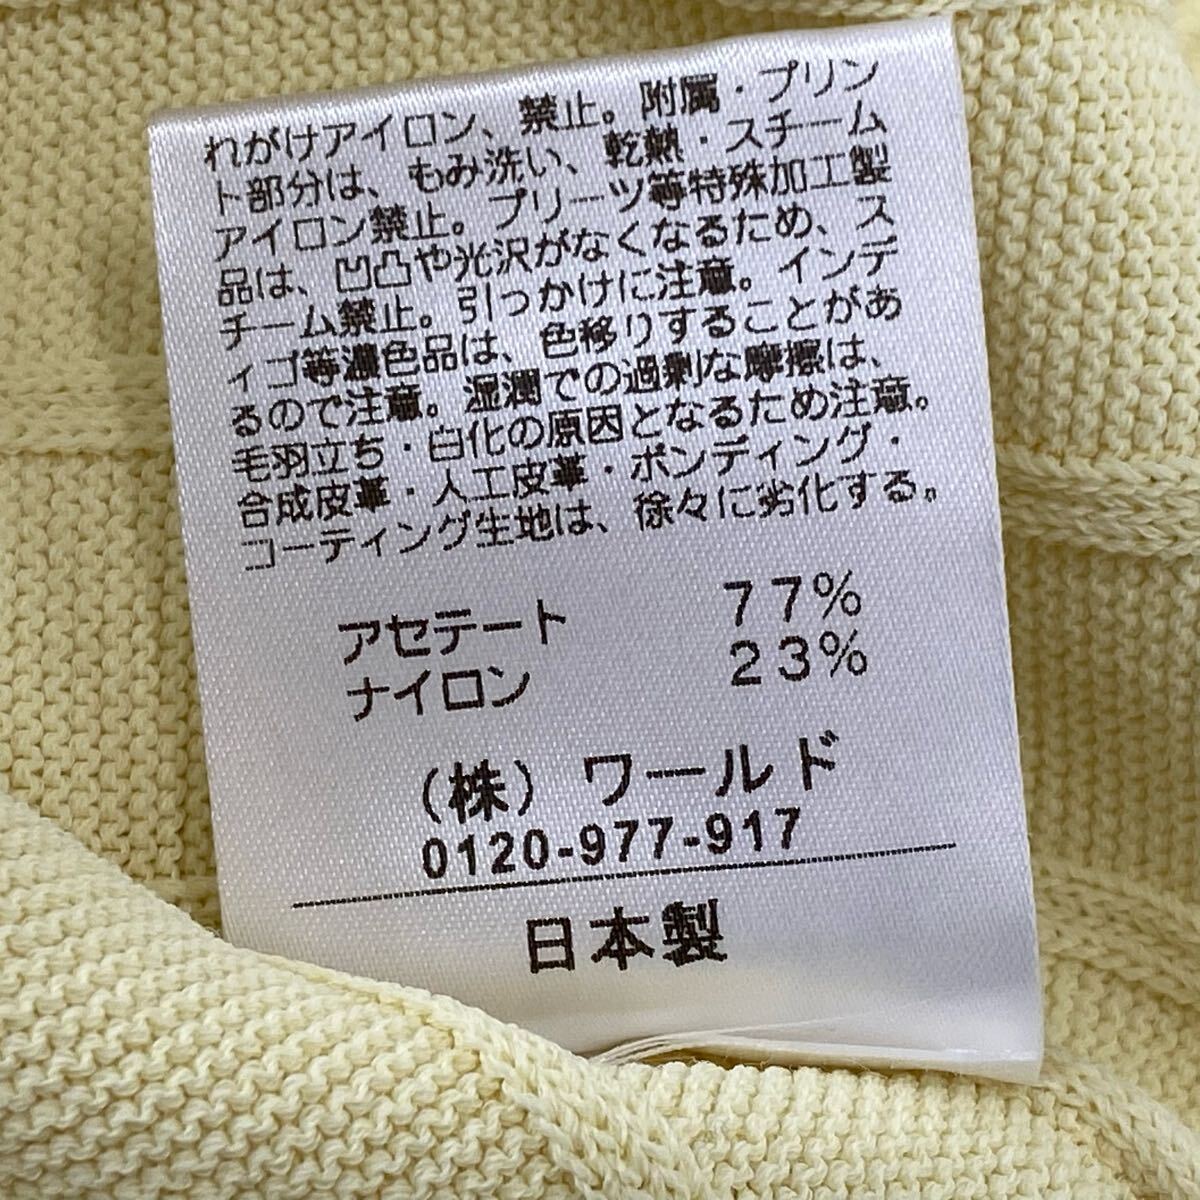 れがけアイロン、禁止。附属・プリン
ト部分は、もみ洗い、乾熱・スチーム
アイロン禁止。プリーツ等特殊加工製
品は、凹凸や光沢がなくなるため、ス
チーム禁止。引っかけに注意。インデ
ィゴ等濃色品は、色移りすることがあ
るので注意。湿潤での過剰な摩擦は、
毛羽立ち・白化の原因となるため注意。
合成皮革・人工皮革・ボンディング・
コーティング生地は、徐々に劣化する。
アセテート 77%
ナイロン 23%
(株) ワールド
0120-977-917
日本製